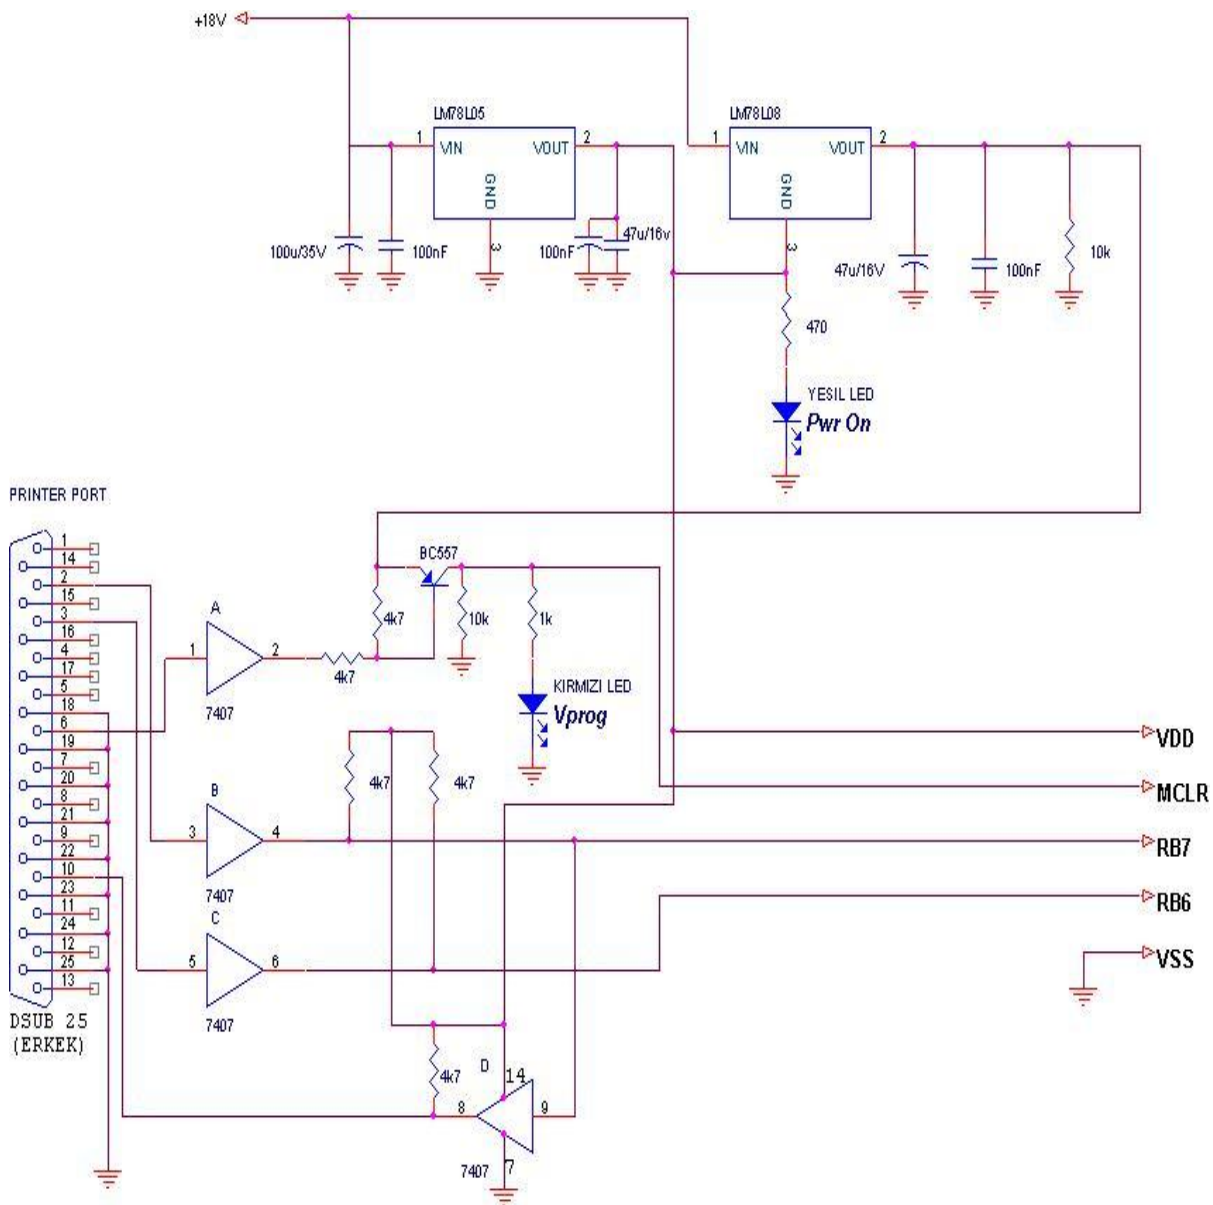 +18V
LM78L05
LM78L08
1
VIN
VOUT
2
GND
3
1
VIN
VOUT
2
GND
3
100u/35V
100nF
100nF
47u/16v
47u/16V
100nF
10k
470
YESIL LED
Pwr On
PRINTER PORT
1
14
2
15
3
16
4
17
5
18
6
19
7
20
8
21
9
22
10
23
11
24
12
25
13
DSUB 25
(ERKEK)
BC557
A
1
2
7407
4k7
4k7
10k
1k
KIRMIZI LED
Vprog
B
3
4
7407
4k7
4k7
C
5
6
7407
VDD
MCLR
RB7
RB6
VSS
D
14
4k7
8
9
7407
7